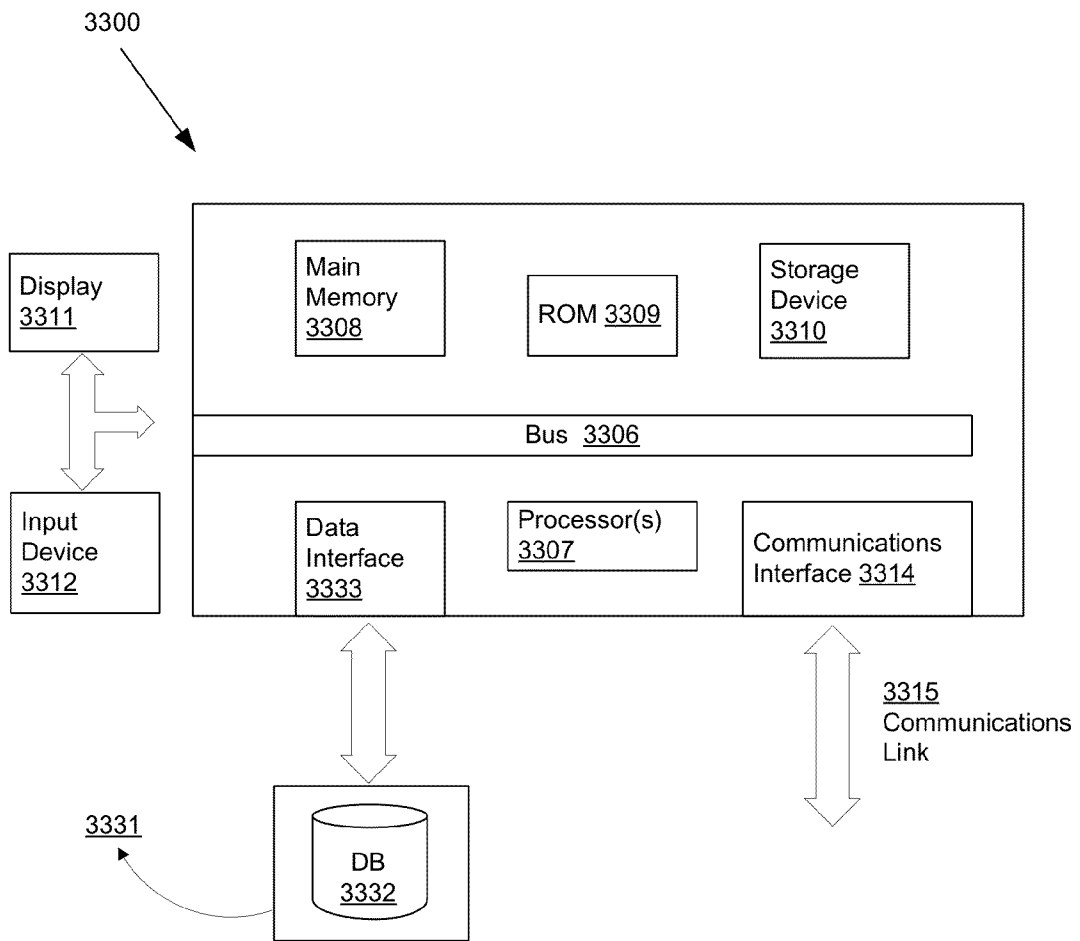 3300
Display
3311
Main
Memory
3308
ROM 3309
Storage
Device
3310
Bus 3306
Input
Device
3312
Data
Interface
3333
Processor(s)
3307
Communications
Interface 3314
3315
Communications
Link
3331
DB
3332